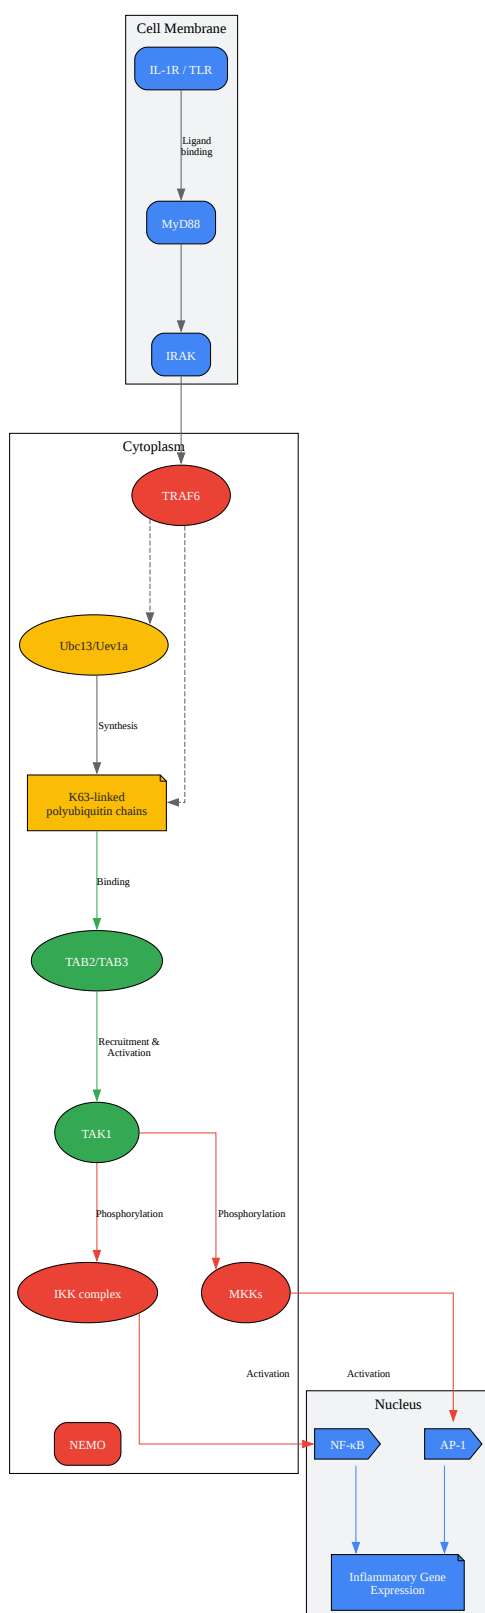 Cell Membrane
IL-1R / TLR
Ligand
binding
MyD88
IRAK
Cytoplasm
TRAF6
Ubc13/Uev1a
Synthesis
K63-linked
polyubiquitin chains
Binding
TAB2/TAB3
Recruitment &
Activation
TAK1
Phosphorylation
Phosphorylation
IKK complex
MKKs
Activation
Activation
Nucleus
NEMO
NF-κB
AP-1
Inflammatory Gene
Expression